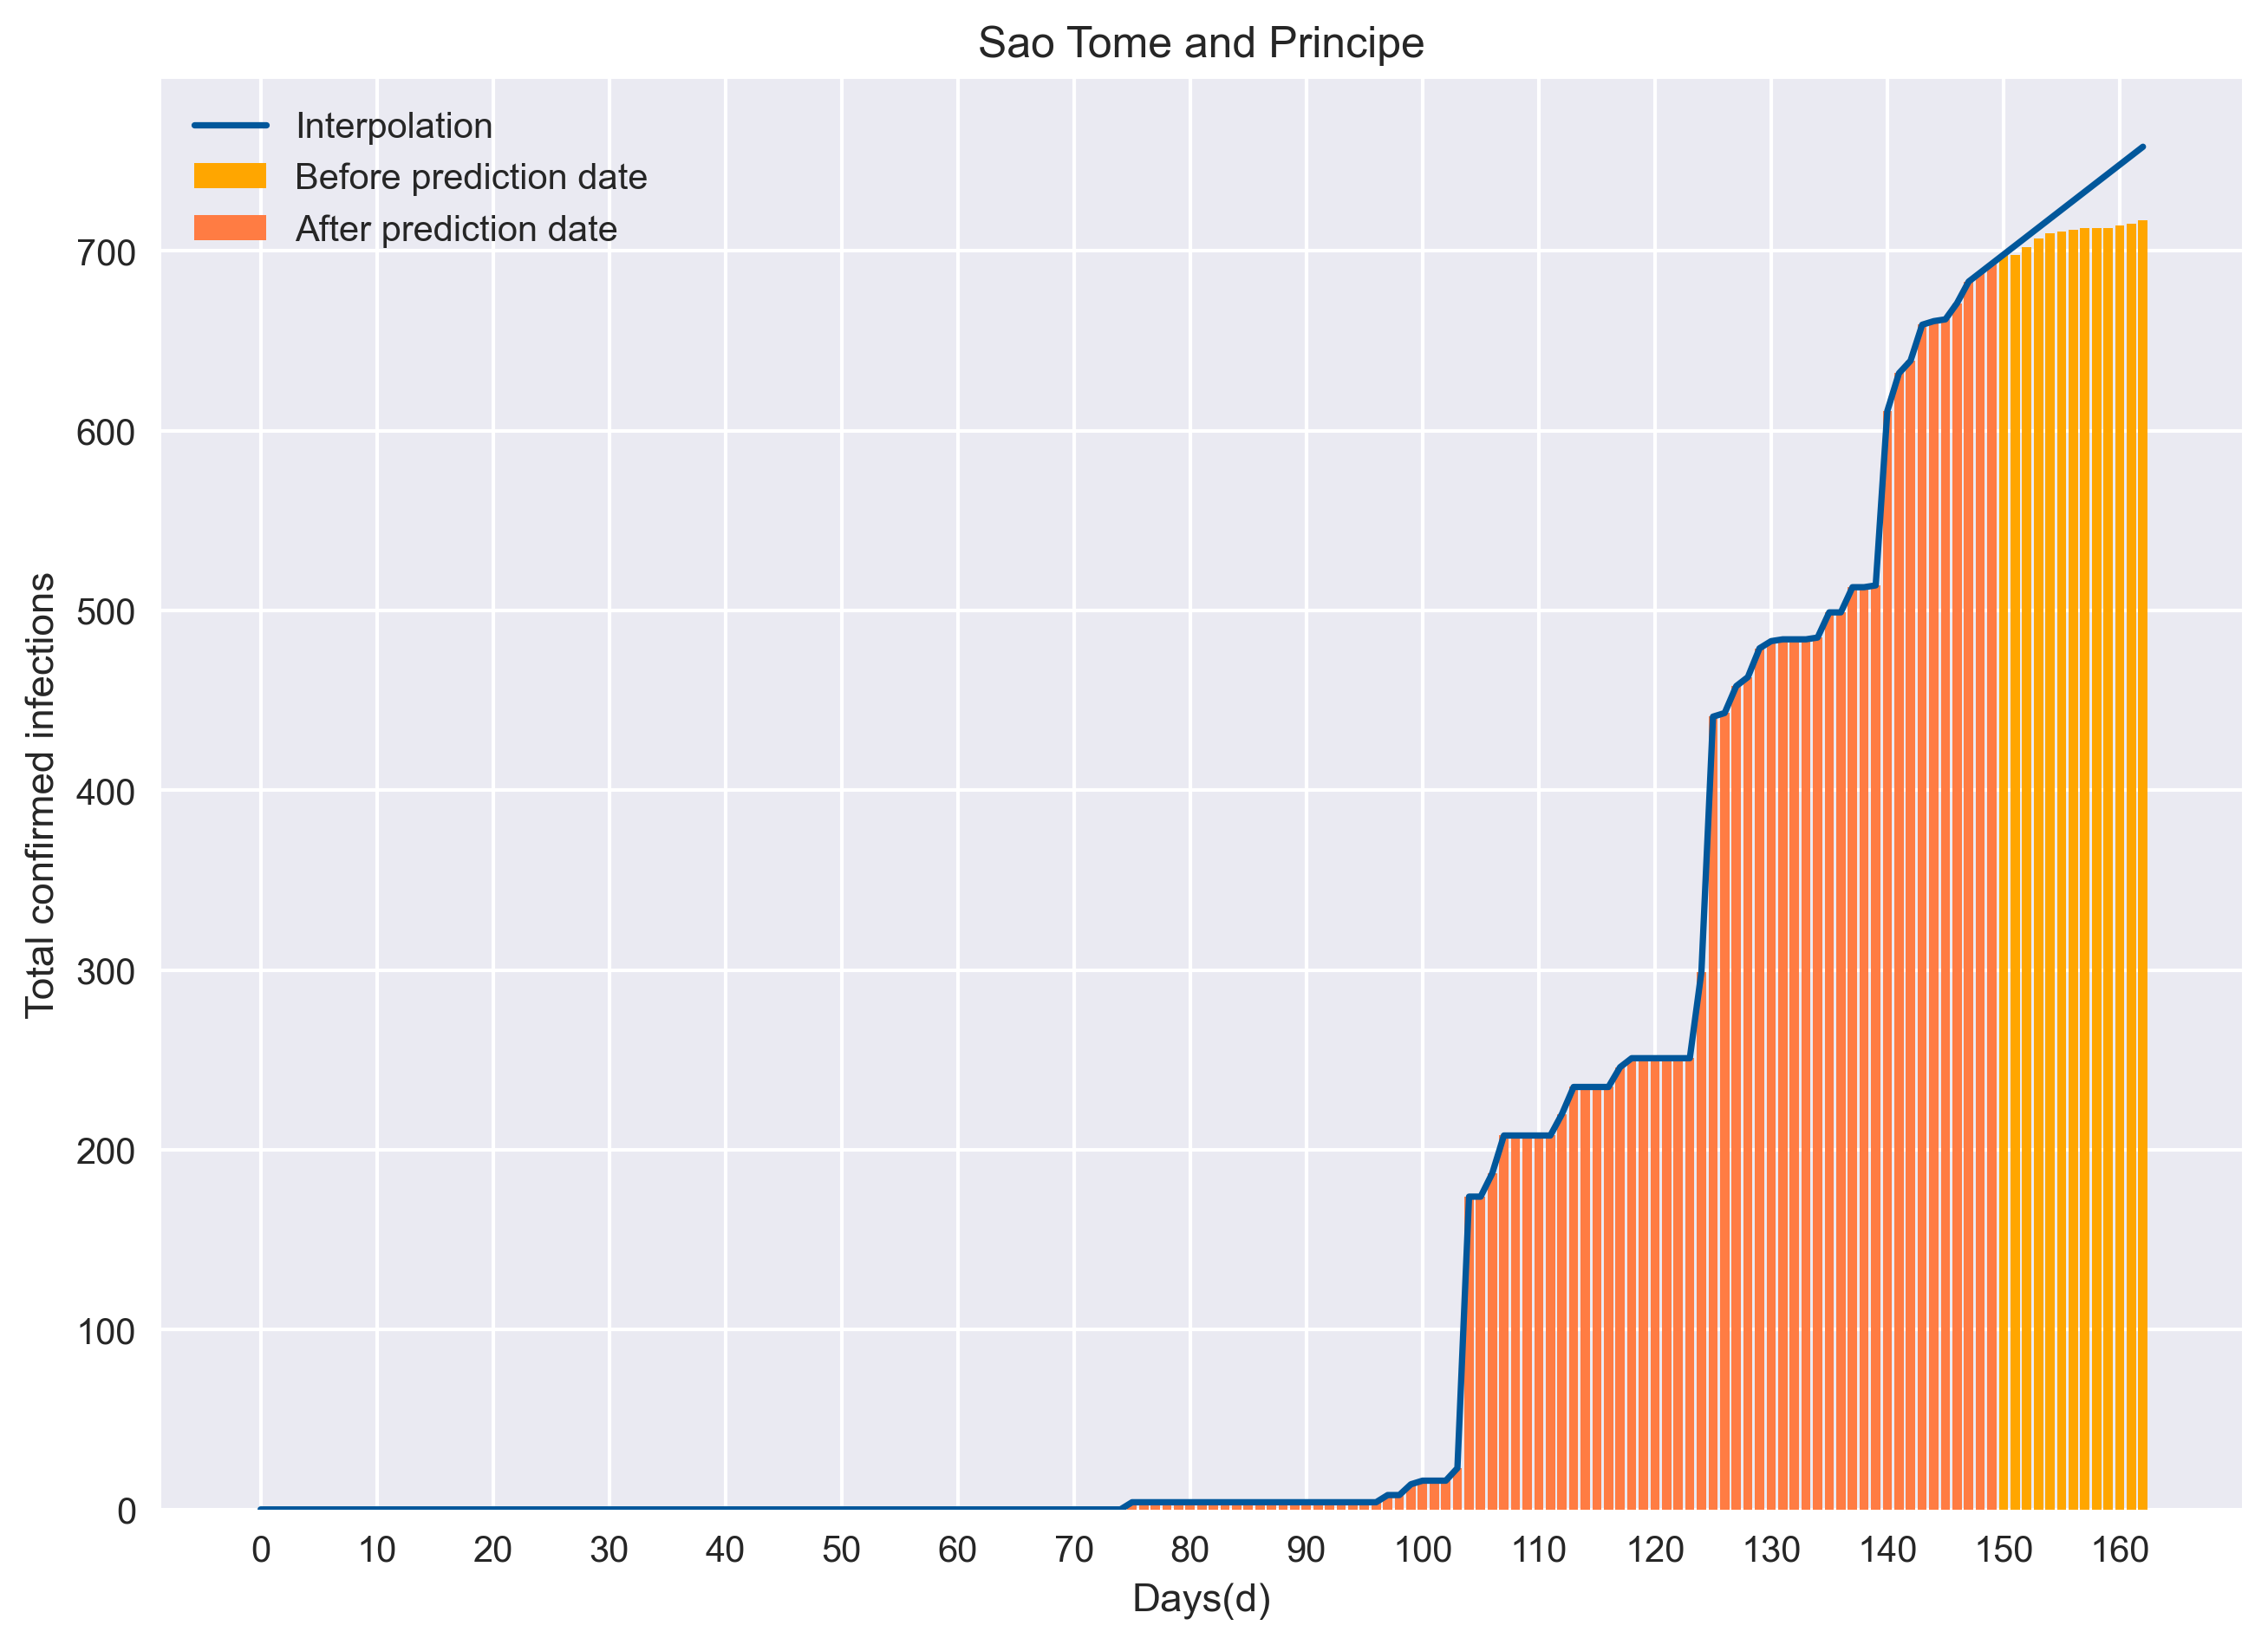 Sao Tome and Principe
Interpolation
Before prediction date
After prediction date
700
600
500
400
300
200
100
0
Total confirmed infections
0 10 20 30 40 50 60 70 80 90 100 110 120 130 140 150 160
Days(d)